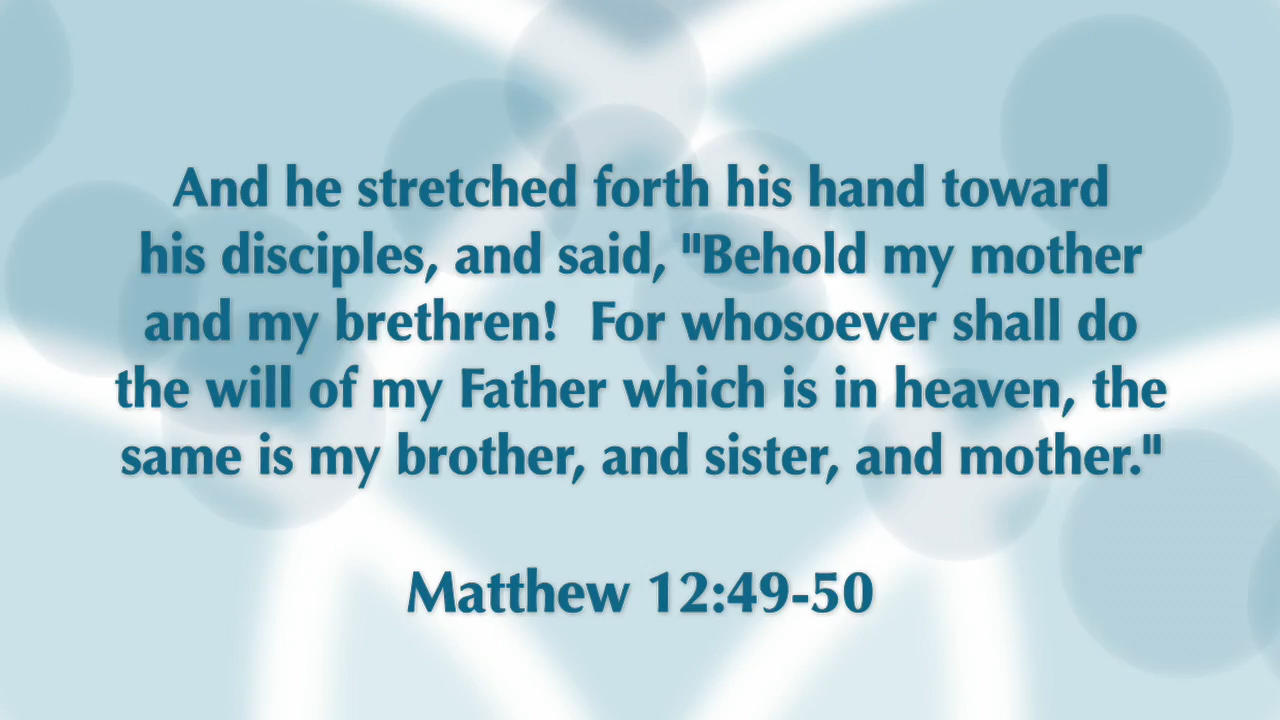 And he stretched forth his hand toward
his disciples, and said, "Behold my mother
and my brethren!  For whosoever shall do
the will of my Father which is in heaven, the
same is my brother, and sister, and mother."
Matthew 12:49-50